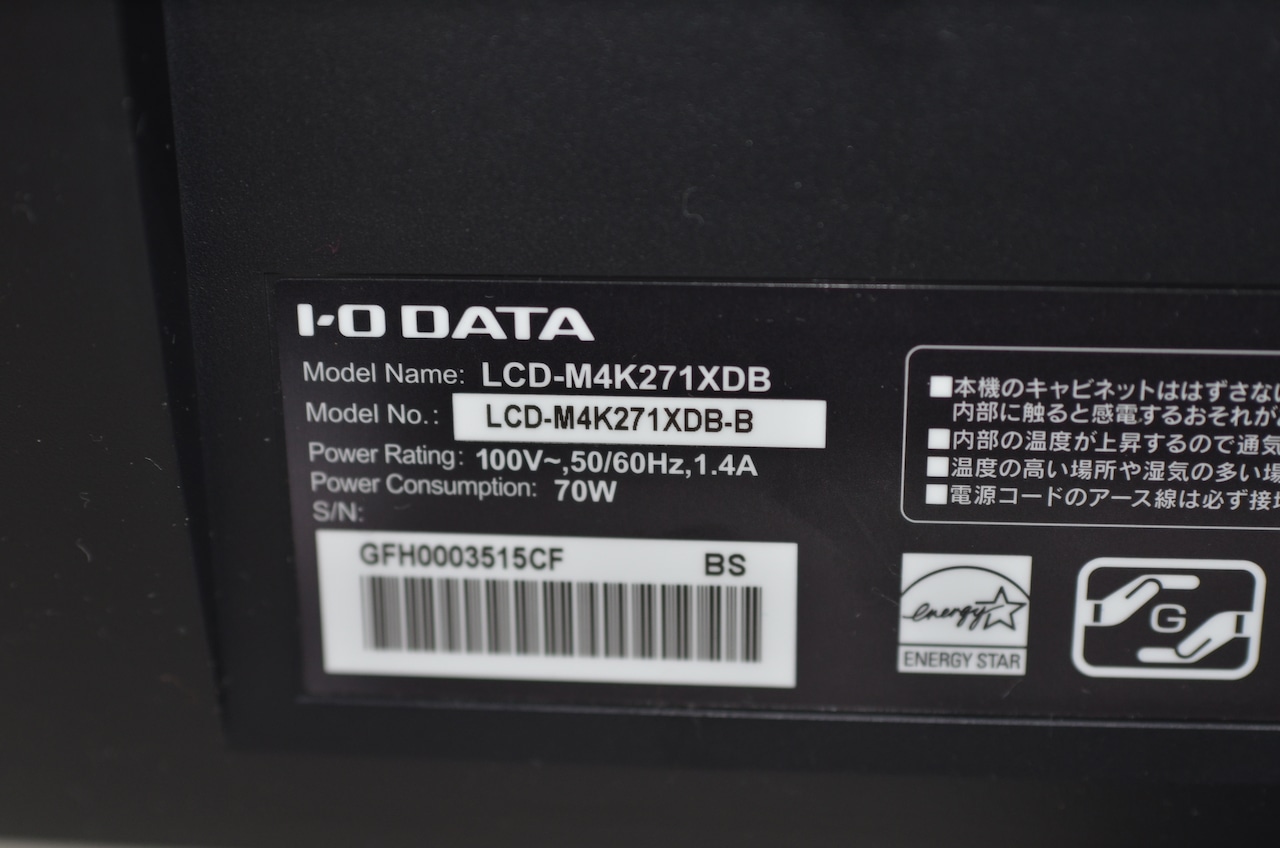 I-O DATA
Model Name: LCD-M4K271XDB
Model No.: LCD-M4K271XDB-B
Power Rating: 100V~,50/60Hz,1.4A
Power Consumption: 70W
S/N:
GFH0003515CF BS
■本機のキャビネットははずさな
内部に触ると感電するおそれが
■内部の温度が上昇するので通気
■温度の高い場所や湿気の多い場
■電源コードのアース線は必ず接
energy
ENERGY STAR
G